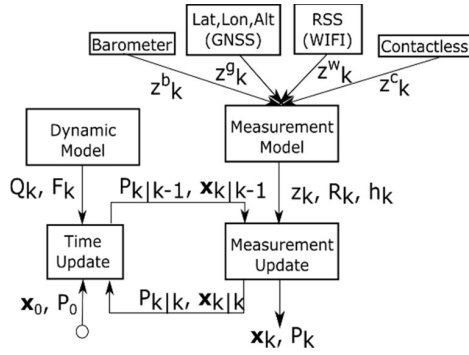 Lat,Lon,Alt
(GNSS)
RSS
(WIFI)
Barometer
Contactless
z^b_k
z^g_k
z^w_k
z^c_k
Dynamic
Model
Measurement
Model
Q_k, F_k
P_k|k-1, x_k|k-1
z_k, R_k, h_k
Time
Update
Measurement
Update
x_0, P_0
P_k|k, x_k|k
x_k, P_k